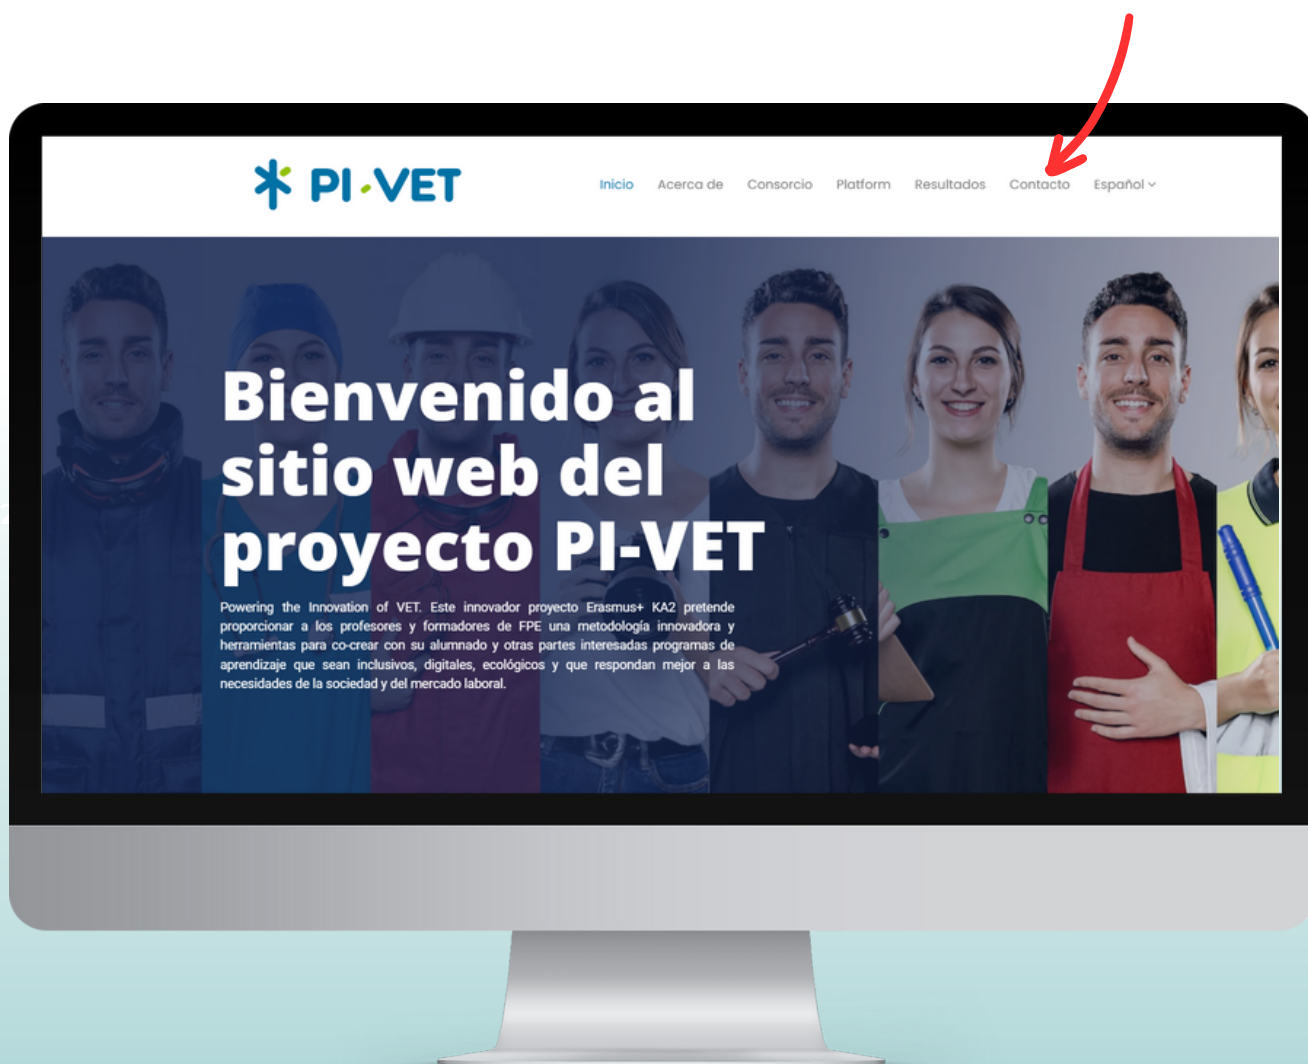 PI-VET
Inicio Acerca de Consorcio Platform Resultados Contacto Español
Bienvenido al
sitio web del
proyecto PI-VET
Powering the Innovation of VET. Este innovador proyecto Erasmus+ KA2 pretende
proporcionar a los profesores y formadores de FPE una metodología innovadora y
herramientas para co-crear con su alumnado y otras partes interesadas programas de
aprendizaje que sean inclusivos, digitales, ecológicos y que respondan mejor a las
necesidades de la sociedad y del mercado laboral.